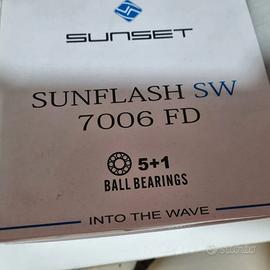 SUNSET
SUNFLASH SW
7006 FD
5+1
BALL BEARINGS
INTO THE WAVE